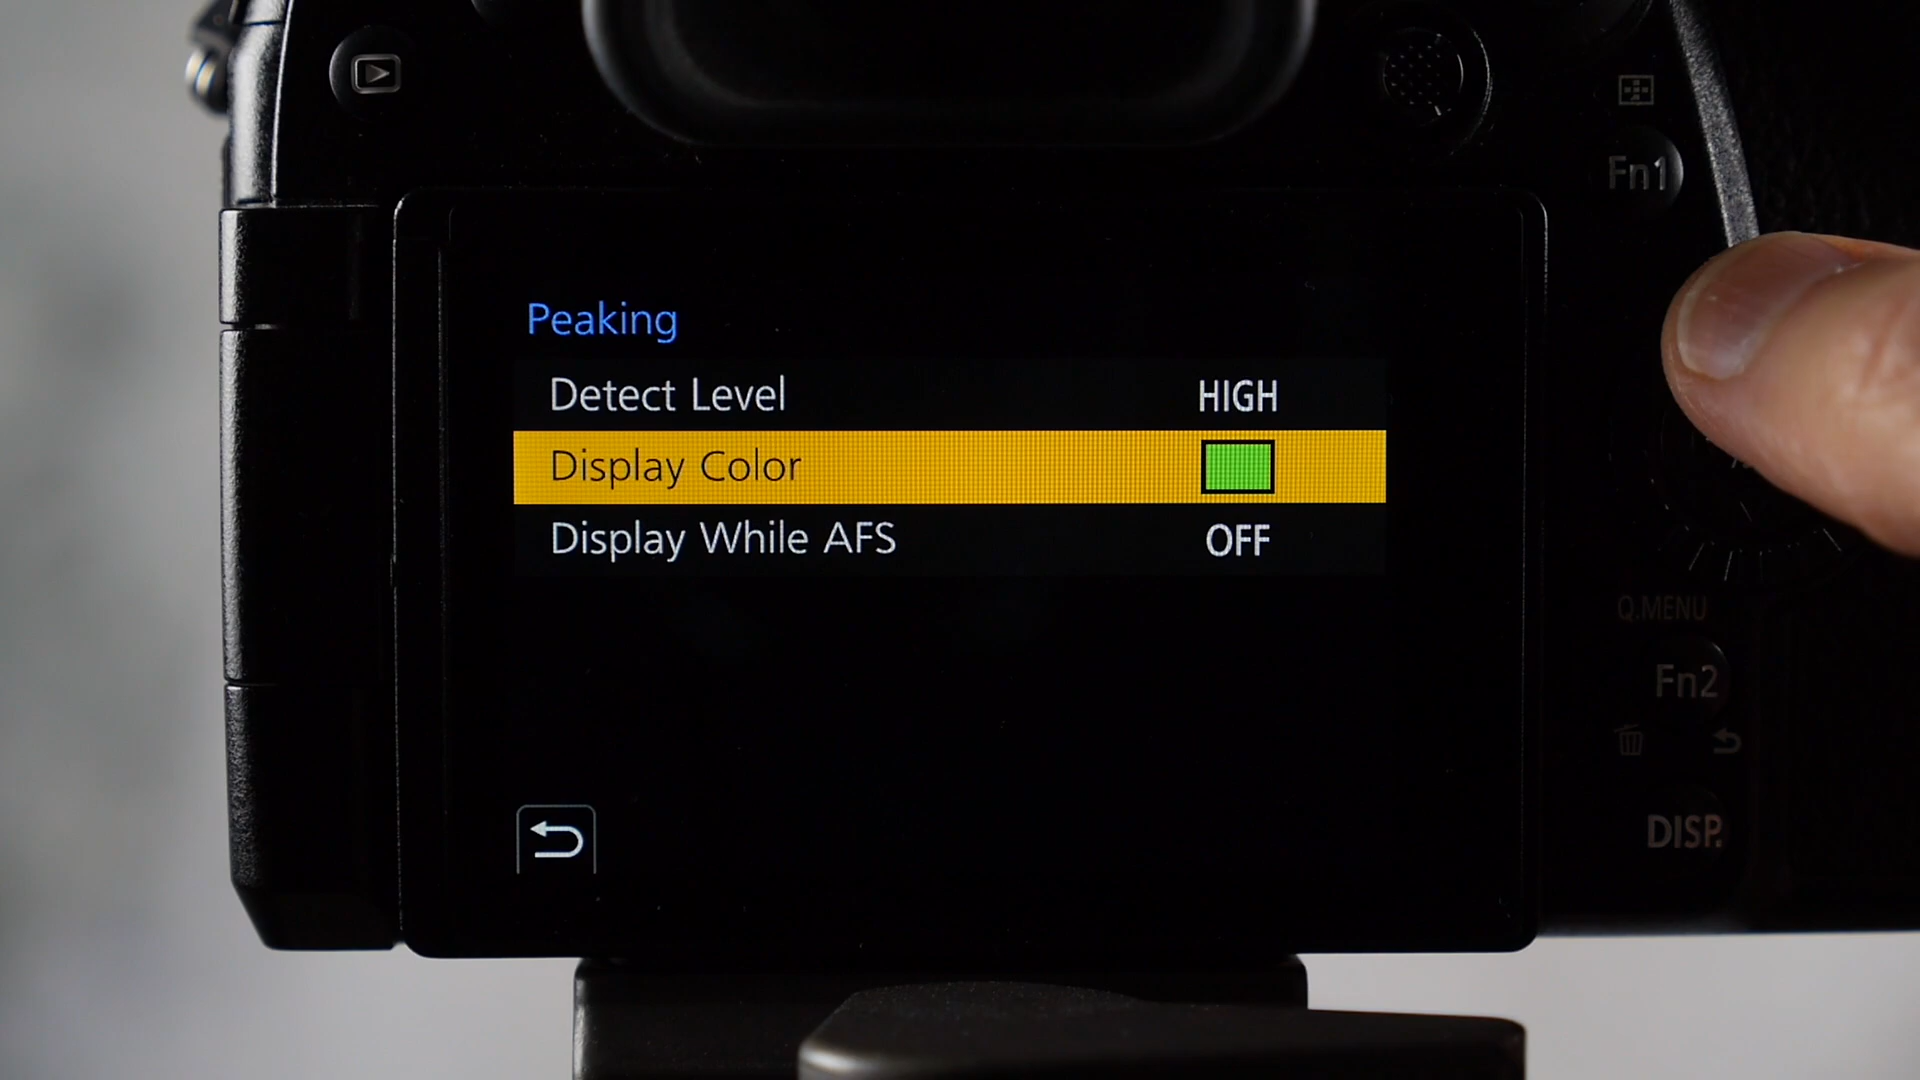 Fn1
Peaking
Detect Level HIGH
Display Color
Display While AFS OFF
Q.MENU
Fn2
DISP.